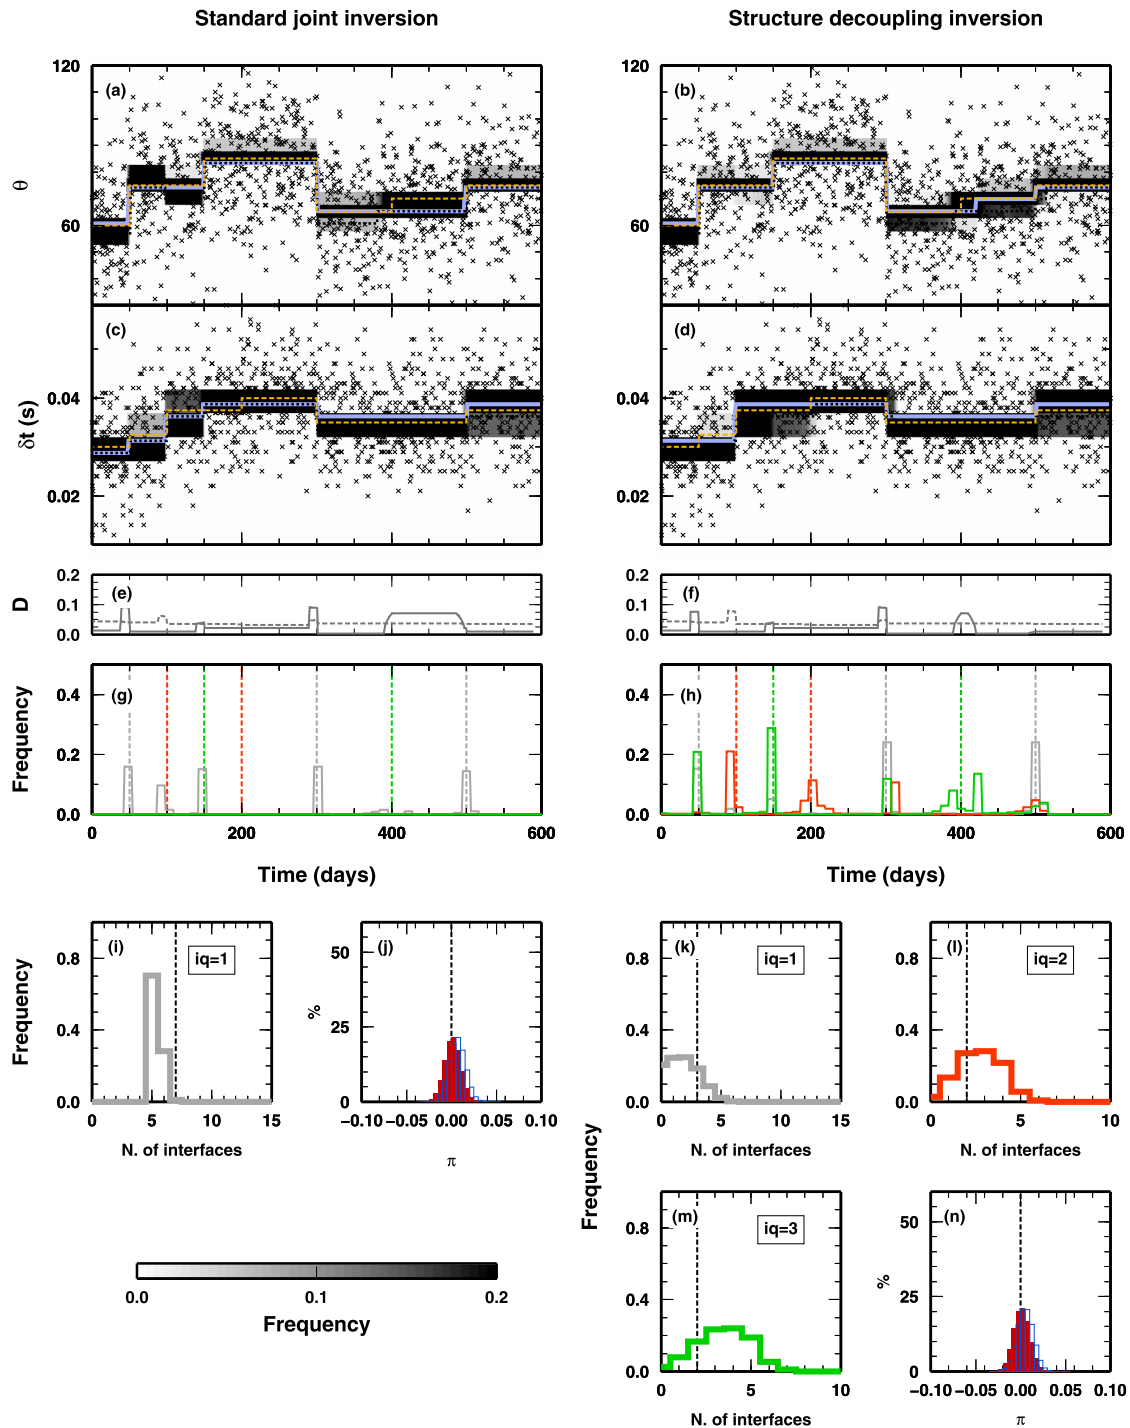 Standard joint inversion
Structure decoupling inversion
120
(a)
60
θ
120
(b)
60
(c)
0.04
0.02
δt (s)
(d)
0.04
0.02
0.2
(e)
0.1
0.0
D
0.2
(f)
0.1
0.0
(g)
0.4
0.2
0.0
Frequency
0 200 400 600
Time (days)
(h)
0.4
0.2
0.0
0 200 400 600
Time (days)
(i)
iq=1
0.8
0.4
0.0
Frequency
0 5 10 15
N. of interfaces
(j)
50
25
0
%
−0.10 −0.05 0.00 0.05 0.10
π
(k)
iq=1
0.8
0.4
0.0
0 5 10 15
N. of interfaces
(l)
iq=2
0.8
0.4
0.0
0 5 10
N. of interfaces
Frequency
(m)
iq=3
0.8
0.4
0.0
0 5 10
N. of interfaces
(n)
50
25
0
%
−0.10 −0.05 0.00 0.05 0.10
π
0.0 0.1 0.2
Frequency